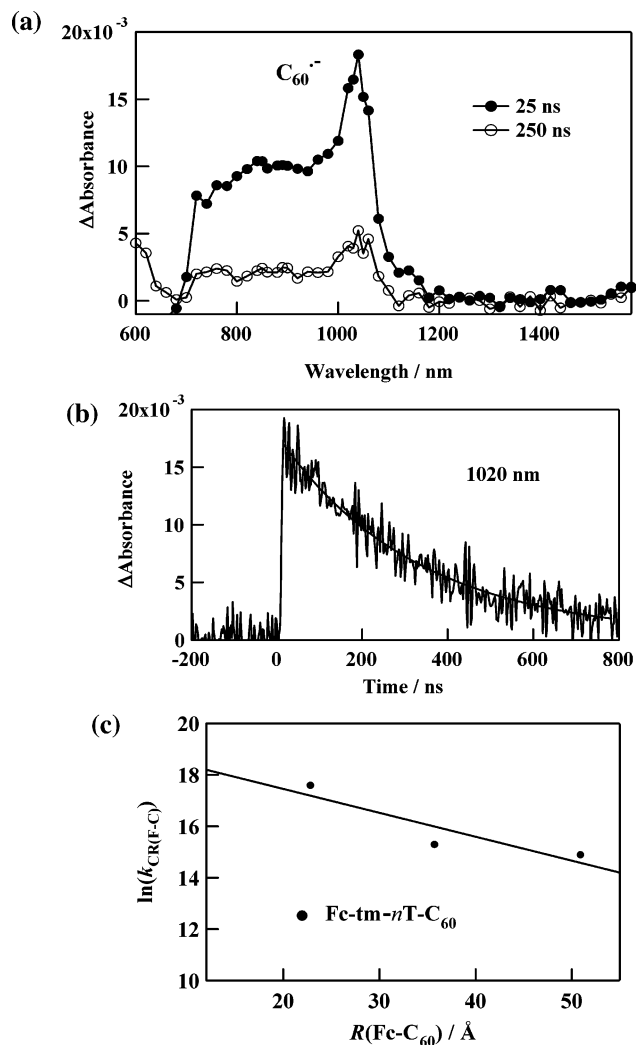 (a)
20x10⁻³
15
10
5
0
ΔAbsorbance
C₆₀·⁻
25 ns
250 ns
600 800 1000 1200 1400
Wavelength / nm
(b)
20x10⁻³
15
10
5
0
ΔAbsorbance
1020 nm
-200 0 200 400 600 800
Time / ns
(c)
20
18
16
14
12
10
ln(k_CR(F-C))
Fc-tm-nT-C₆₀
20 30 40 50
R(Fc-C₆₀) / Å